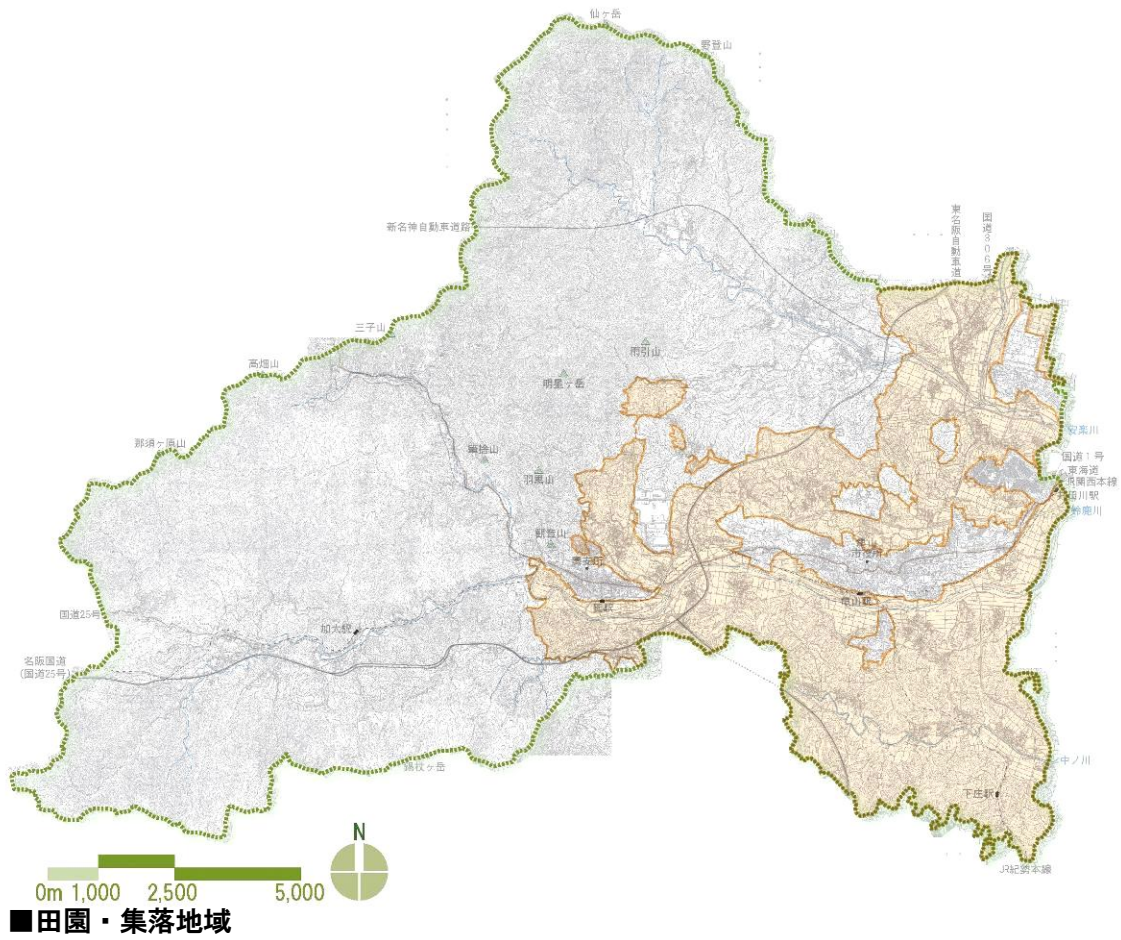 仙ヶ岳
野登山
新名神自動車道路
東名阪自動車道
国道306号
三子山
高畑山
雨引山
明星ヶ岳
那須ヶ原山
筆捨山
羽黒山
観音山
安楽川
国道1号
東海道
JR関西本線
井田川駅
鈴鹿川
亀山駅
加太駅
国道25号
名阪国道
(国道25号)
錫杖ヶ岳
中ノ川
下庄駅
JR紀勢本線
N
0m 1,000 2,500 5,000
■田園・集落地域